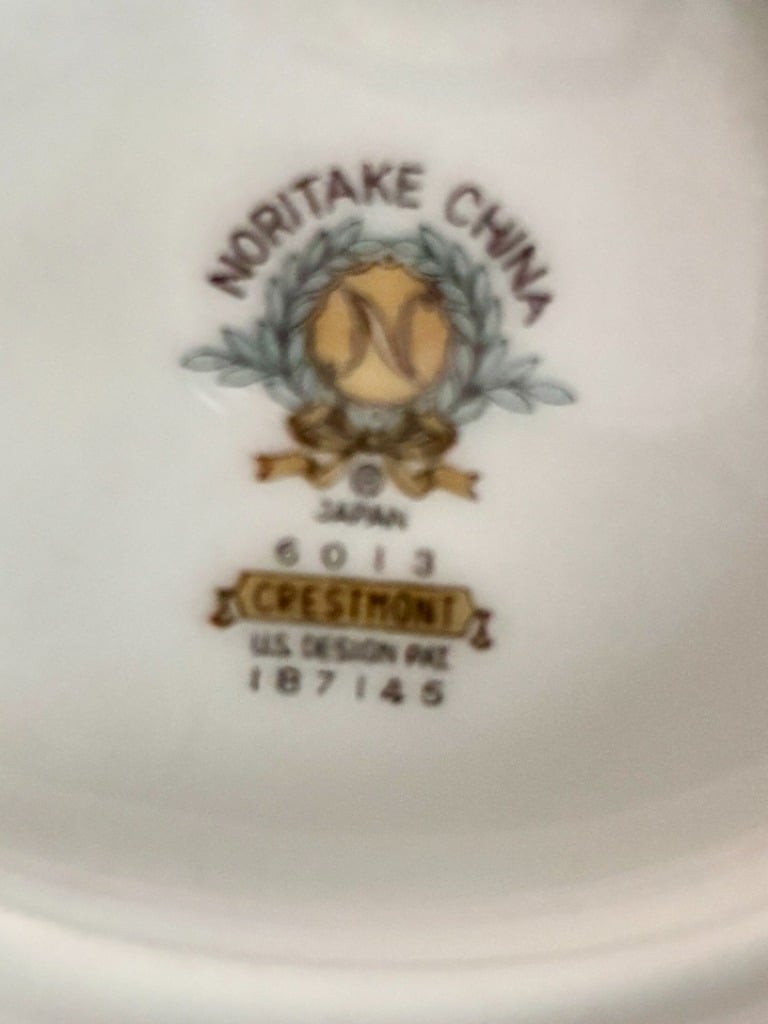 NORITAKE CHINA
N
JAPAN
6013
CRESTMONT
U.S. DESIGN PAT.
187145